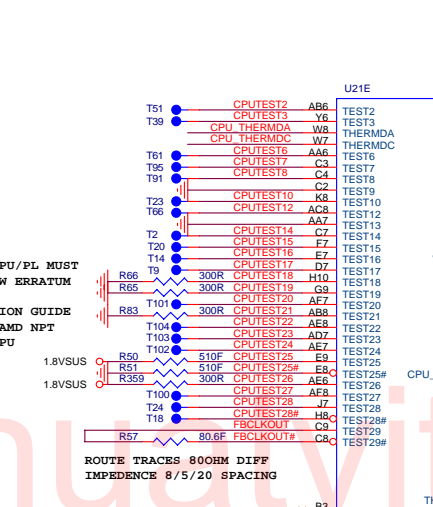 U21E
T51 CPUTEST2 AB6 TEST2
T39 CPUTEST3 Y6 TEST3
CPU_THERMDA W8 THERMDA
CPU_THERMDC W7 THERMDC
T61 CPUTEST6 AA6 TEST6
T95 CPUTEST7 C3 TEST7
T91 CPUTEST8 C4 TEST8
C2 TEST9
T23 CPUTEST10 K8 TEST10
T66 CPUTEST12 AC8 TEST12
AA7 TEST13
T2 CPUTEST14 C7 TEST14
T20 CPUTEST15 F7 TEST15
T14 CPUTEST16 E7 TEST16
T9 CPUTEST17 D7 TEST17
PU/PL MUST
R66 300R CPUTEST18 H10 TEST18
W ERRATUM
R65 300R CPUTEST19 G9 TEST19
T101 CPUTEST20 AF7 TEST20
ION GUIDE
R83 300R CPUTEST21 AB8 TEST21
AMD NPT
T104 CPUTEST22 AE8 TEST22
T103 CPUTEST23 AD7 TEST23
PU
T102 CPUTEST24 AE7 TEST24
1.8VSUS R50 510F CPUTEST25 E9 TEST25
R51 510F CPUTEST25# E8 TEST25# CPU_
1.8VSUS R359 300R CPUTEST26 AE6 TEST26
T100 CPUTEST27 AF8 TEST27
T24 CPUTEST28 J7 TEST28
T18 CPUTEST28# H8 TEST28#
FBCLKOUT C9 TEST29
R57 80.6F FBCLKOUT# C8 TEST29#
ROUTE TRACES 80OHM DIFF
IMPEDENCE 8/5/20 SPACING